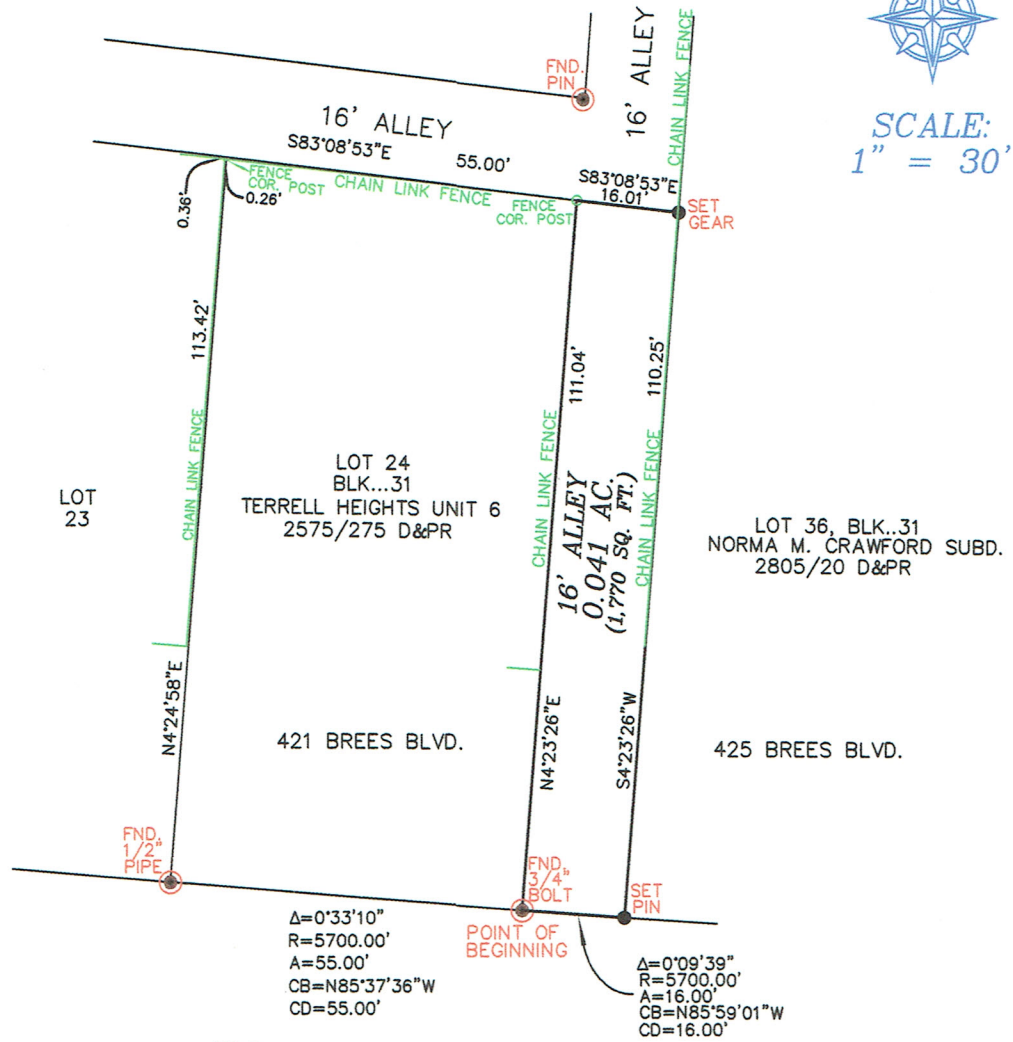 16' ALLEY
CHAIN LINK FENCE
FND.
PIN
SCALE:
1" = 30'
16' ALLEY
S83°08'53"E
55.00'
FENCE
COR. POST
CHAIN LINK FENCE
0.36'
0.26'
FENCE
COR. POST
S83°08'53"E
16.01'
SET
GEAR
113.42'
111.04'
110.25'
CHAIN LINK FENCE
CHAIN LINK FENCE
CHAIN LINK FENCE
LOT
23
LOT 24
BLK...31
TERRELL HEIGHTS UNIT 6
2575/275 D&PR
16' ALLEY
0.041 AC.
(1,770 SQ. FT.)
LOT 36, BLK..31
NORMA M. CRAWFORD SUBD.
2805/20 D&PR
N4°24'58"E
421 BREES BLVD.
N4°23'26"E
S4°23'26"W
425 BREES BLVD.
FND.
1/2"
PIPE
FND.
3/4"
BOLT
SET
PIN
POINT OF
BEGINNING
Δ=0°33'10"
R=5700.00'
A=55.00'
CB=N85°37'36"W
CD=55.00'
Δ=0°09'39"
R=5700.00'
A=16.00'
CB=N85°59'01"W
CD=16.00'